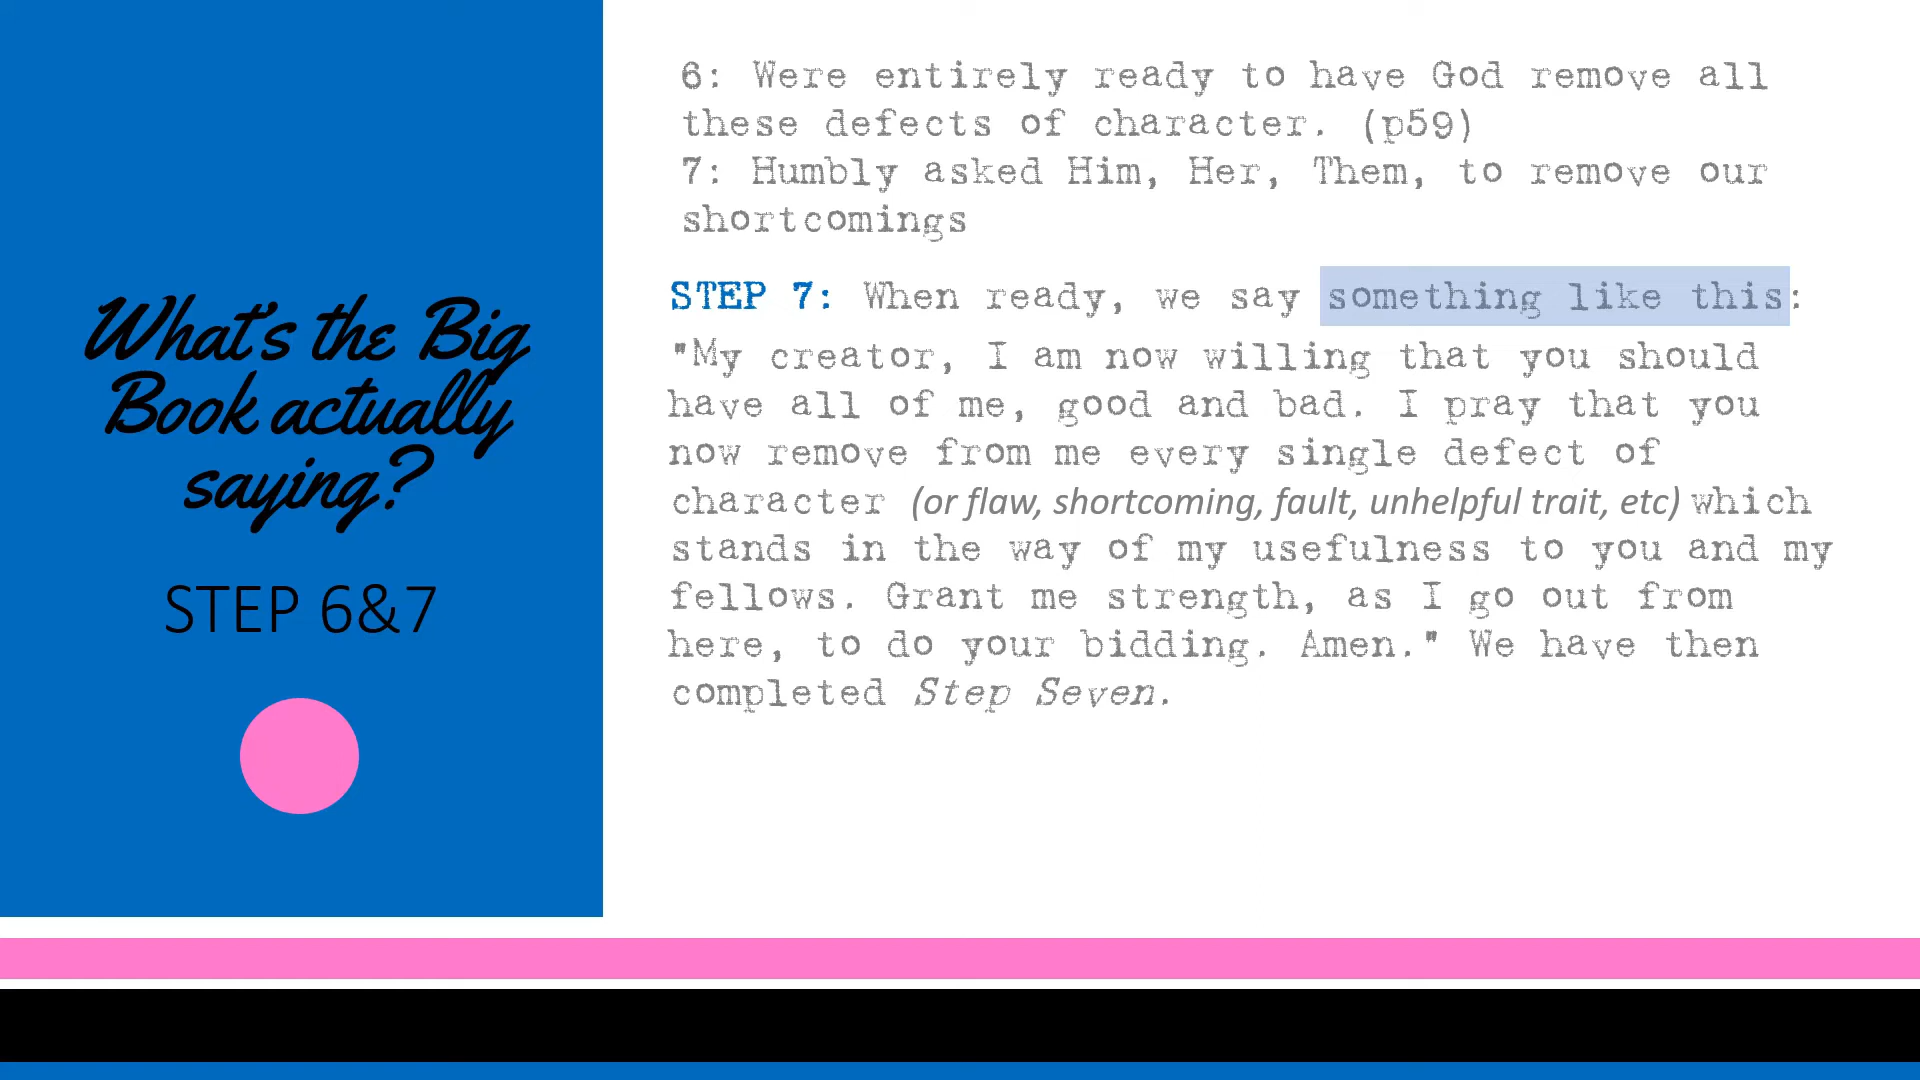 What's the Big
Book actually
saying?
STEP 6&7
6: Were entirely ready to have God remove all
these defects of character. (p59)
7: Humbly asked Him, Her, Them, to remove our
shortcomings
STEP 7: When ready, we say something like this:
"My creator, I am now willing that you should
have all of me, good and bad. I pray that you
now remove from me every single defect of
character (or flaw, shortcoming, fault, unhelpful trait, etc) which
stands in the way of my usefulness to you and my
fellows. Grant me strength, as I go out from
here, to do your bidding. Amen." We have then
completed Step Seven.